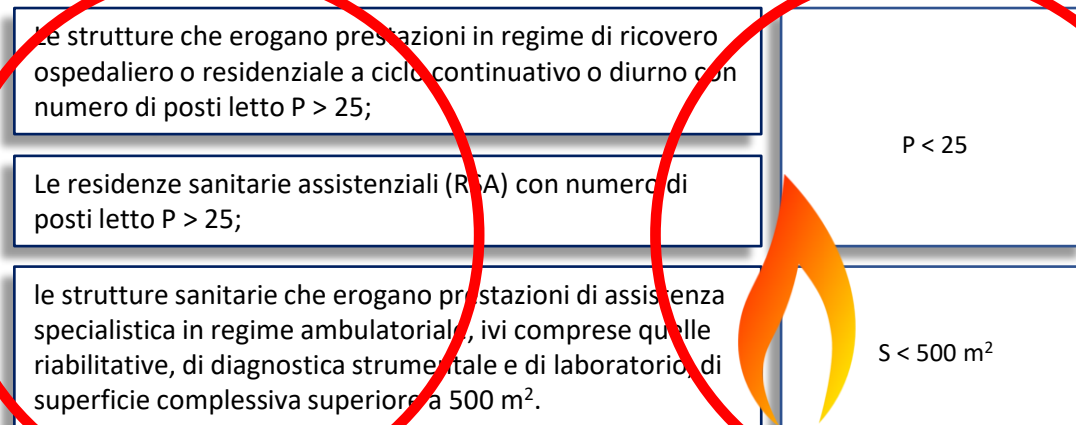 Le strutture che erogano prestazioni in regime di ricovero
ospedaliero o residenziale a ciclo continuativo o diurno con
numero di posti letto P > 25;
P < 25
Le residenze sanitarie assistenziali (RSA) con numero di
posti letto P > 25;
le strutture sanitarie che erogano prestazioni di assistenza
specialistica in regime ambulatoriale, ivi comprese quelle
riabilitative, di diagnostica strumentale e di laboratorio, di
superficie complessiva superiore a 500 m².
S < 500 m²